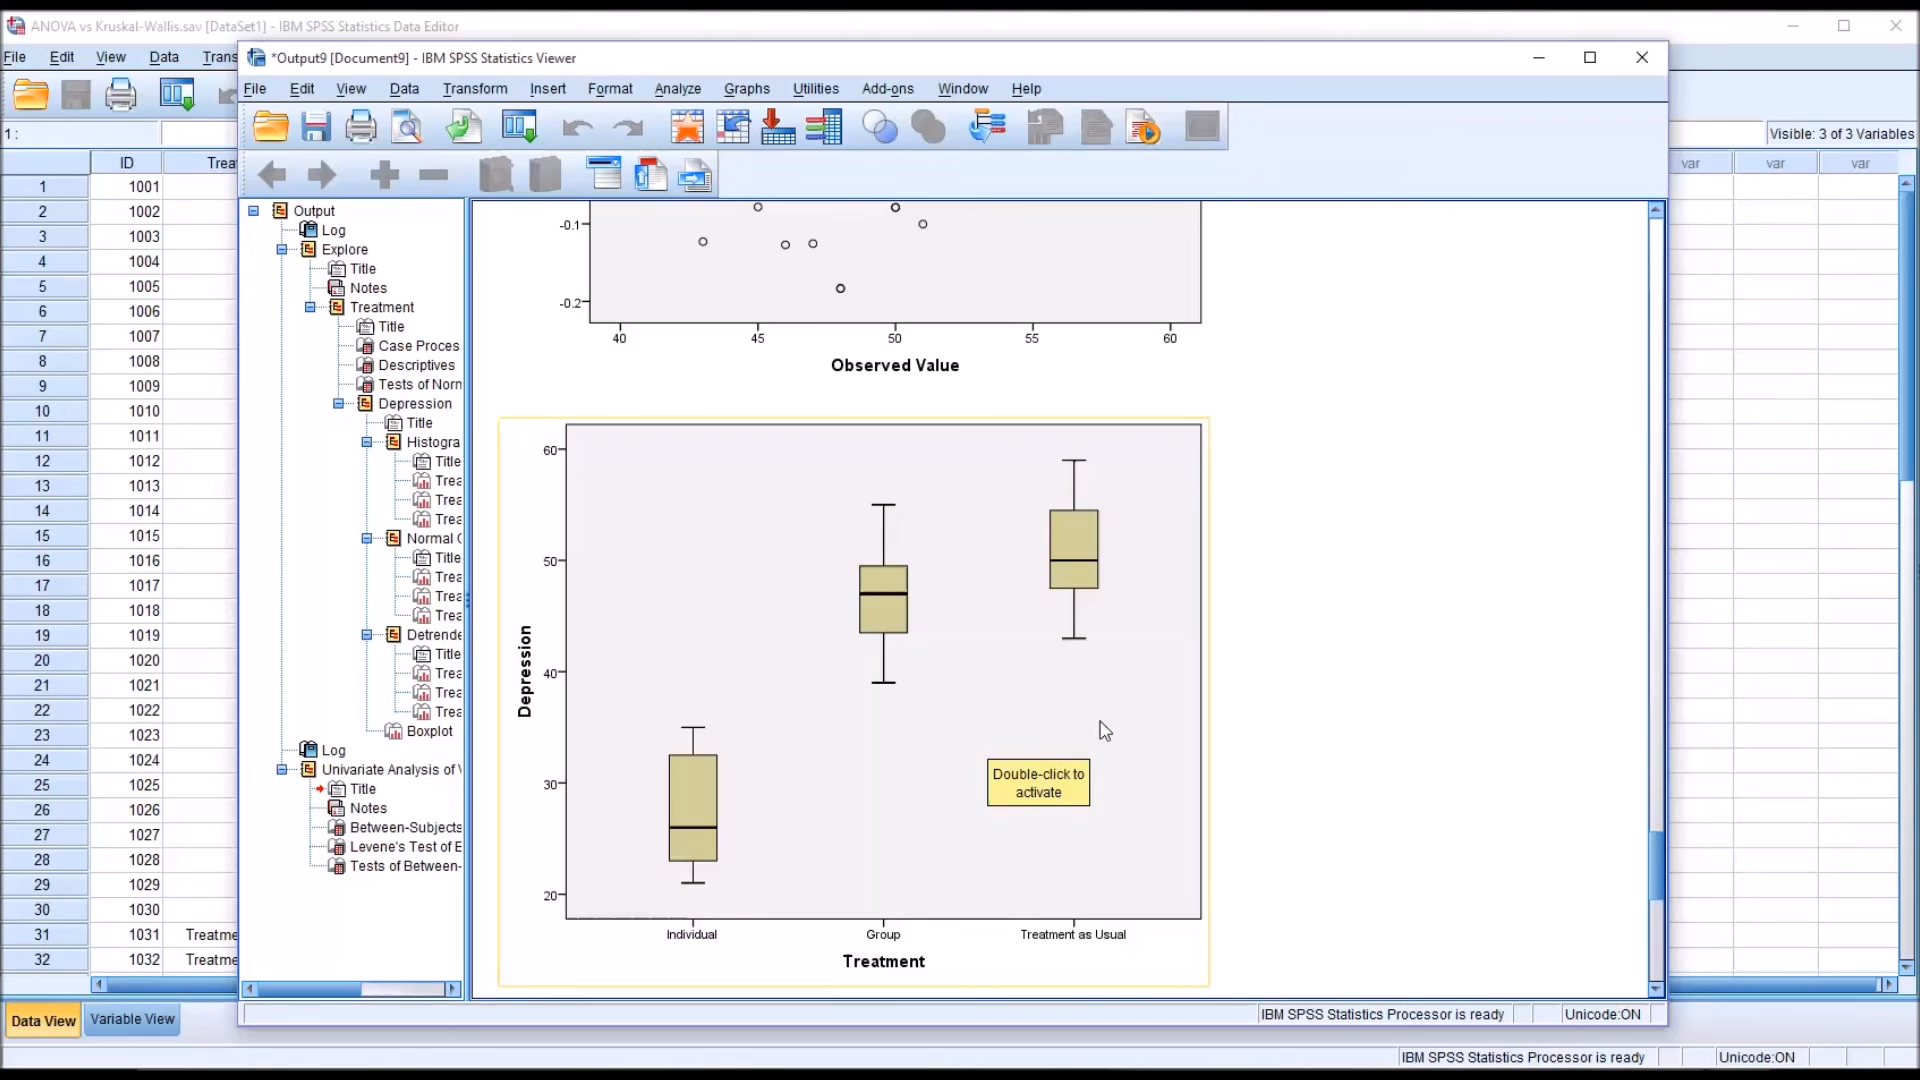 ANOVA vs Kruskal-Wallis.sav [DataSet1] - IBM SPSS Statistics Data Editor
File Edit View Data Trans
*Output9 [Document9] - IBM SPSS Statistics Viewer
File Edit View Data Transform Insert Format Analyze Graphs Utilities Add-ons Window Help
1 :
Visible: 3 of 3 Variables
ID Trea
var var var
1 1001
2 1002
3 1003
4 1004
5 1005
6 1006
7 1007
8 1008
9 1009
10 1010
11 1011
12 1012
13 1013
14 1014
15 1015
16 1016
17 1017
18 1018
19 1019
20 1020
21 1021
22 1022
23 1023
24 1024
25 1025
26 1026
27 1027
28 1028
29 1029
30 1030
31 1031 Treatme
32 1032 Treatme
Output
Log
Explore
Title
Notes
Treatment
Title
Case Proces
Descriptives
Tests of Norn
Depression
Title
Histogra
Title
Trea
Trea
Trea
Normal Q
Title
Trea
Trea
Trea
Detrende
Title
Trea
Trea
Trea
Boxplot
Log
Univariate Analysis of V
Title
Notes
Between-Subjects
Levene's Test of E
Tests of Between-
-0.1
-0.2
40 45 50 55 60
Observed Value
60
50
40
30
20
Depression
Double-click to
activate
Individual Group Treatment as Usual
Treatment
IBM SPSS Statistics Processor is ready Unicode:ON
Data View Variable View
IBM SPSS Statistics Processor is ready Unicode:ON